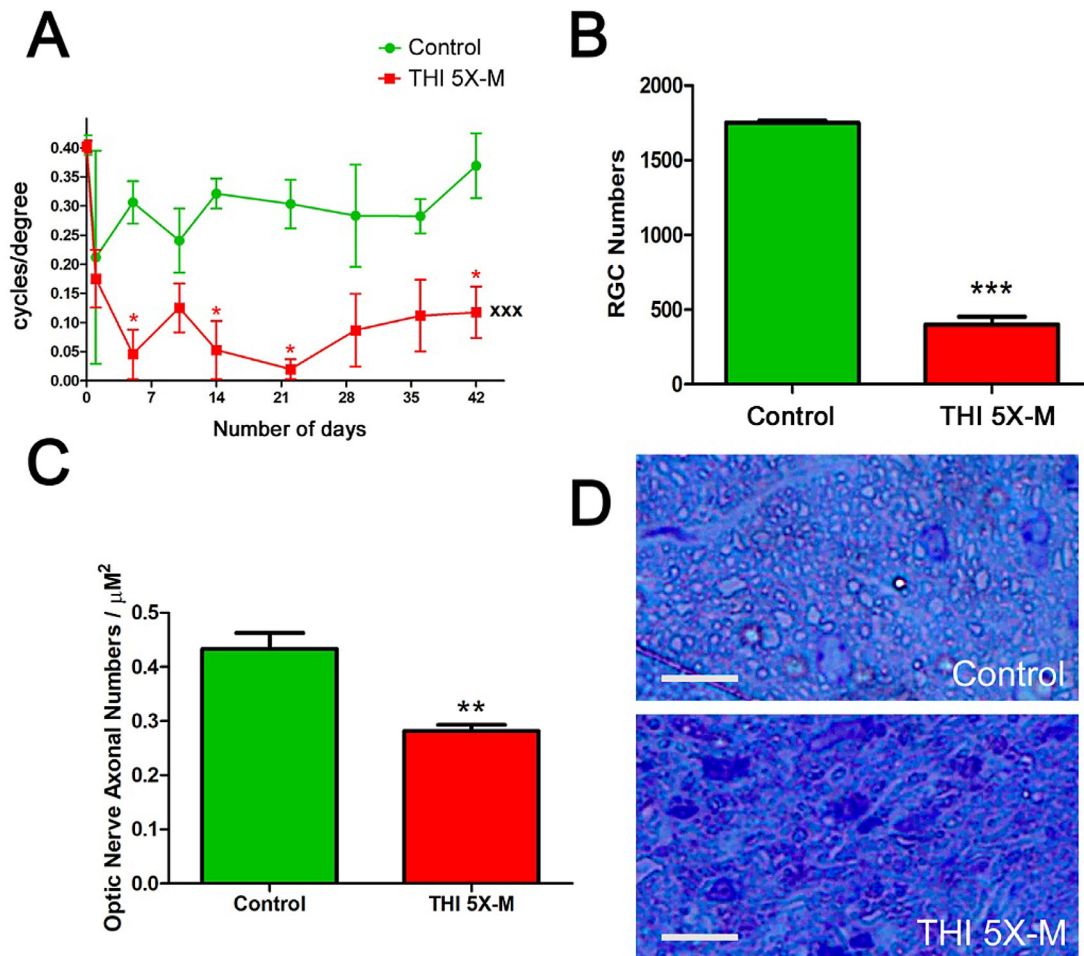 A
Control
THI 5X-M
cycles/degree
0.40
0.35
0.30
0.25
0.20
0.15
0.10
0.05
0.00
* * * *
xxx
0 7 14 21 28 35 42
Number of days
B
RGC Numbers
2000
1500
1000
500
0
***
Control THI 5X-M
C
Optic Nerve Axonal Numbers / µM²
0.5
0.4
0.3
0.2
0.1
0.0
**
Control THI 5X-M
D
Control
THI 5X-M